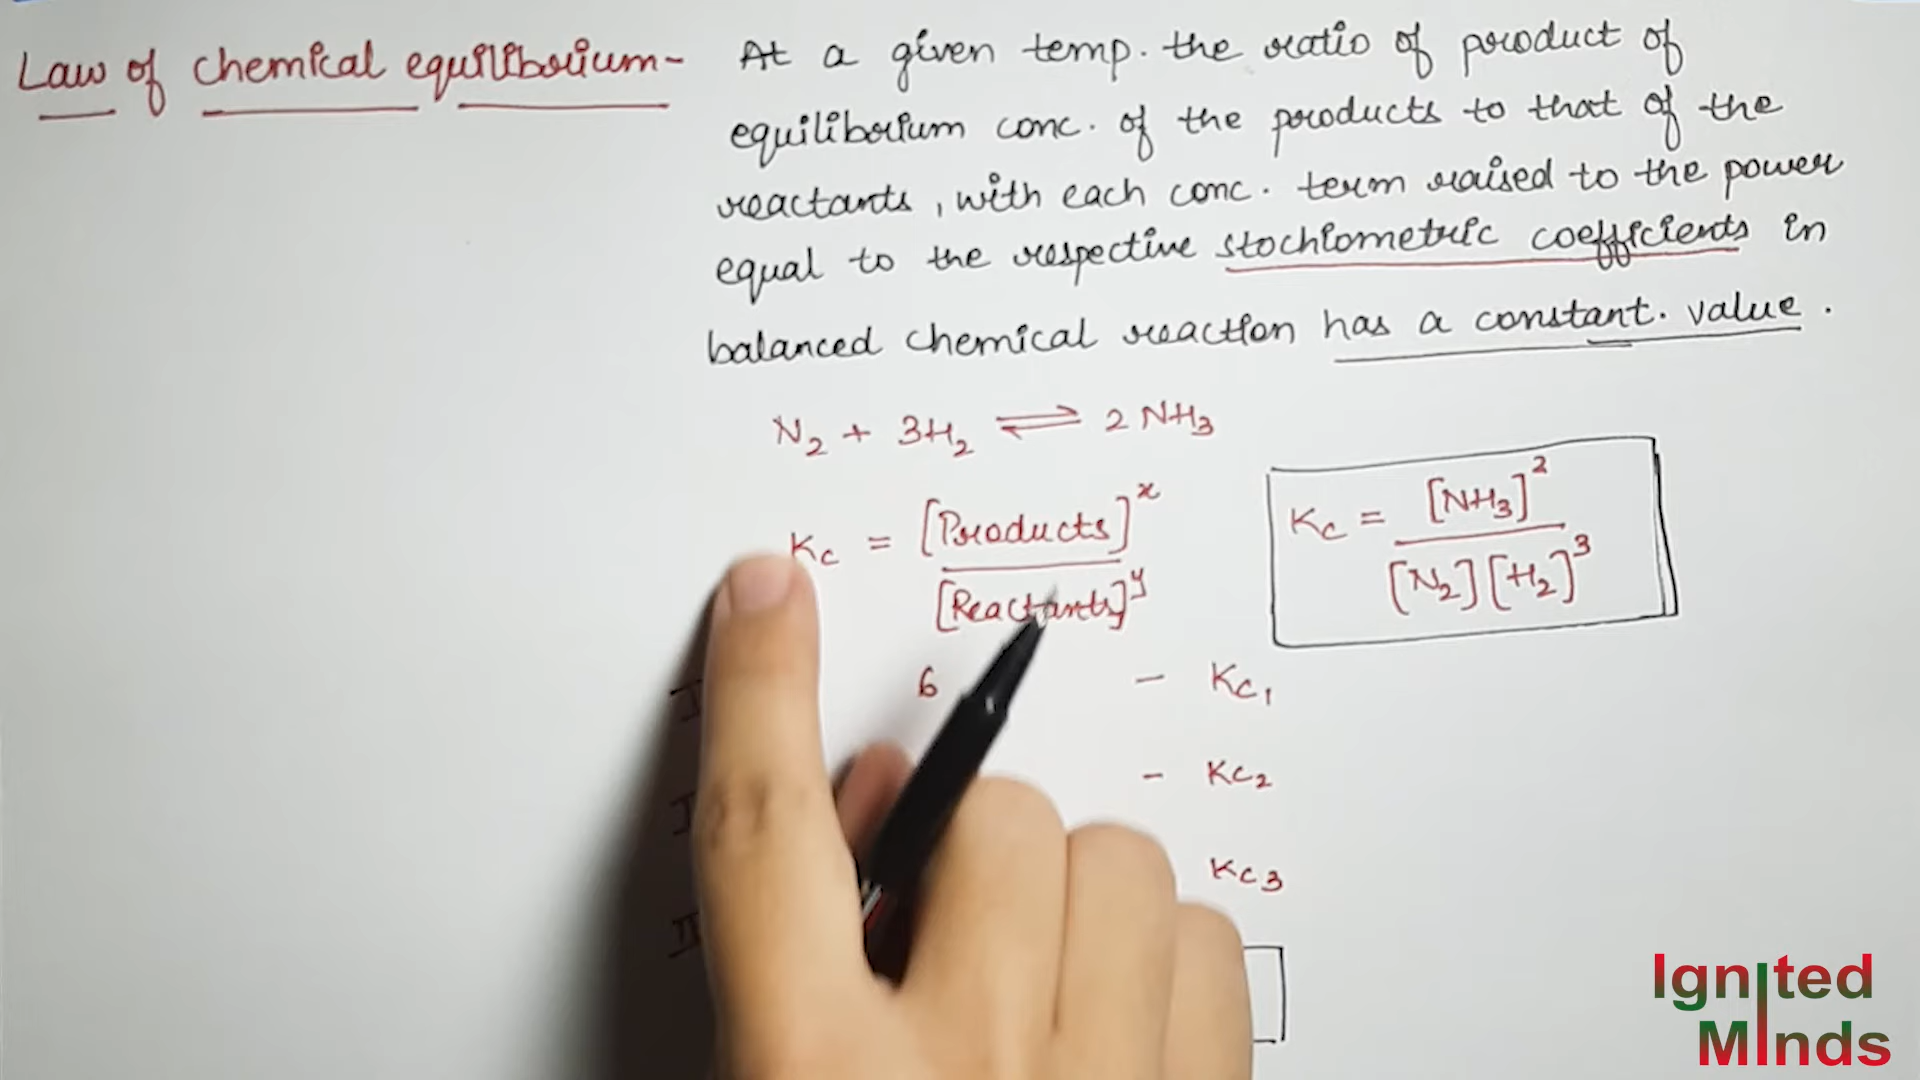 Law of chemical equilibrium- At a given temp. the ratio of product of
equilibrium conc. of the products to that of the
reactants, with each conc. term raised to the power
equal to the respective stochiometric coefficients in
balanced chemical reaction has a constant. value.
N₂ + 3H₂ ⇌ 2NH₃
Kc = [Products]ˣ / [Reactants]ʸ
Kc = [NH₃]² / [N₂][H₂]³
6 - Kc₁
- Kc₂
Kc₃
Ignited
Minds